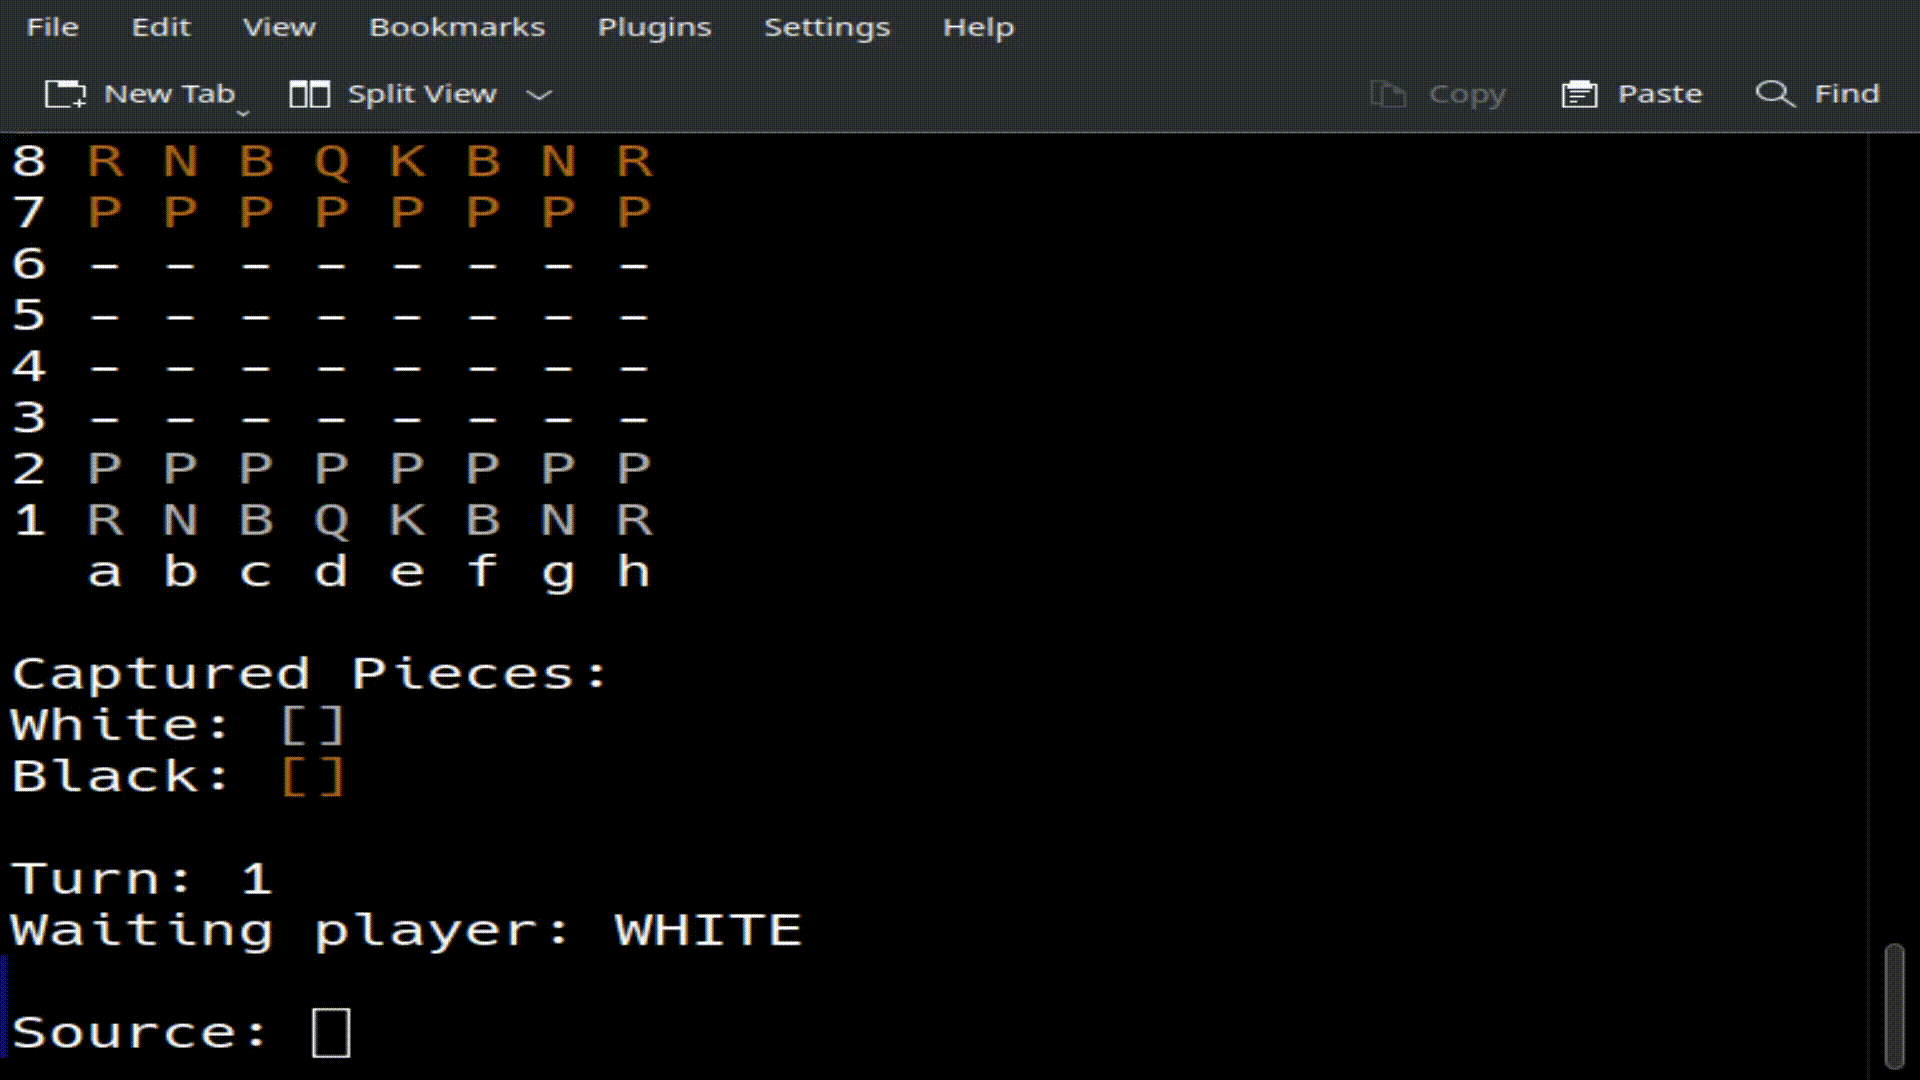 File Edit View Bookmarks Plugins Settings Help
New Tab Split View Copy Paste Find
8 R N B Q K B N R
7 P P P P P P P P
6 - - - - - - - -
5 - - - - - - - -
4 - - - - - - - -
3 - - - - - - - -
2 P P P P P P P P
1 R N B Q K B N R
a b c d e f g h
Captured Pieces:
White: []
Black: []
Turn: 1
Waiting player: WHITE
Source: